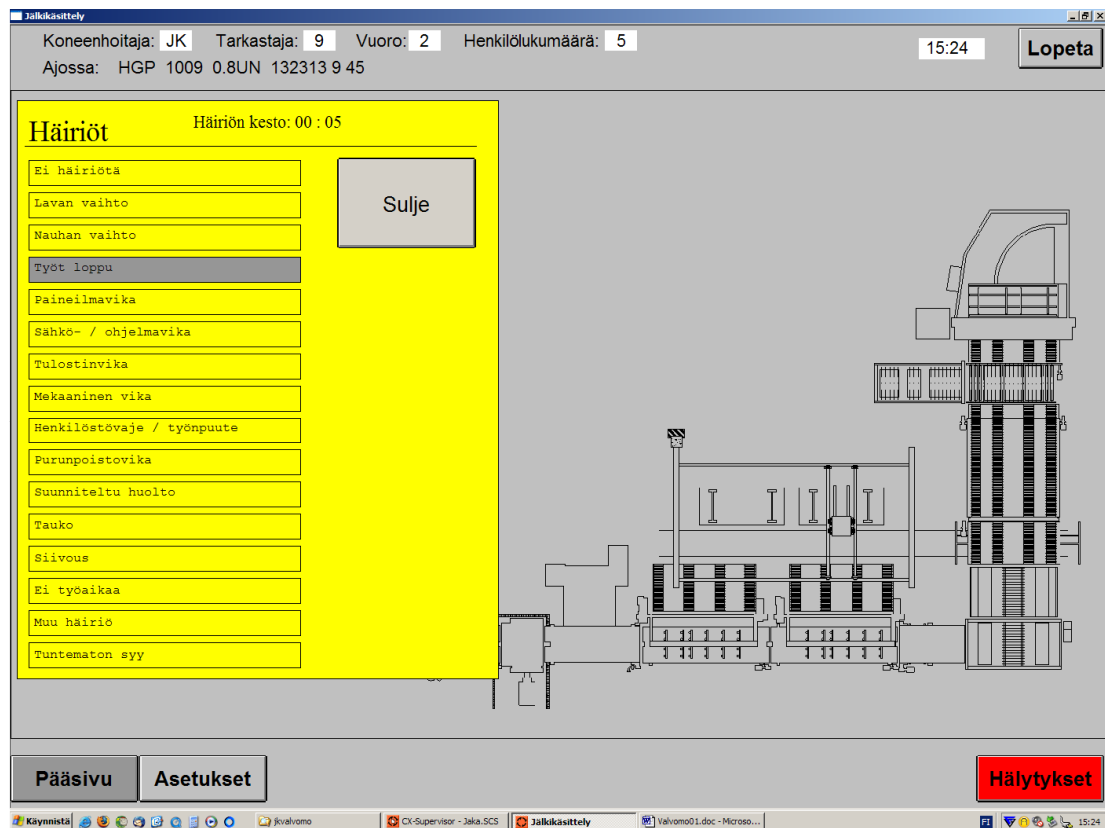 Jälkikäsittely
Koneenhoitaja: JK Tarkastaja: 9 Vuoro: 2 Henkilölukumäärä: 5
15:24
Lopeta
Ajossa: HGP 1009 0.8UN 132313 9 45
Häiriöt
Häiriön kesto: 00 : 05
Ei häiriötä
Sulje
Lavan vaihto
Nauhan vaihto
Työt loppu
Paineilmavika
Sähkö- / ohjelmavika
Tulostinvika
Mekaaninen vika
Henkilöstövaje / työnpuute
Purunpoistovika
Suunniteltu huolto
Tauko
Siivous
Ei työaikaa
Muu häiriö
Tuntematon syy
Pääsivu
Asetukset
Hälytykset
Käynnistä jkvalvomo CX-Supervisor - Jaka.SCS Jälkikäsittely Valvomo01.doc - Microso... FI 15:24